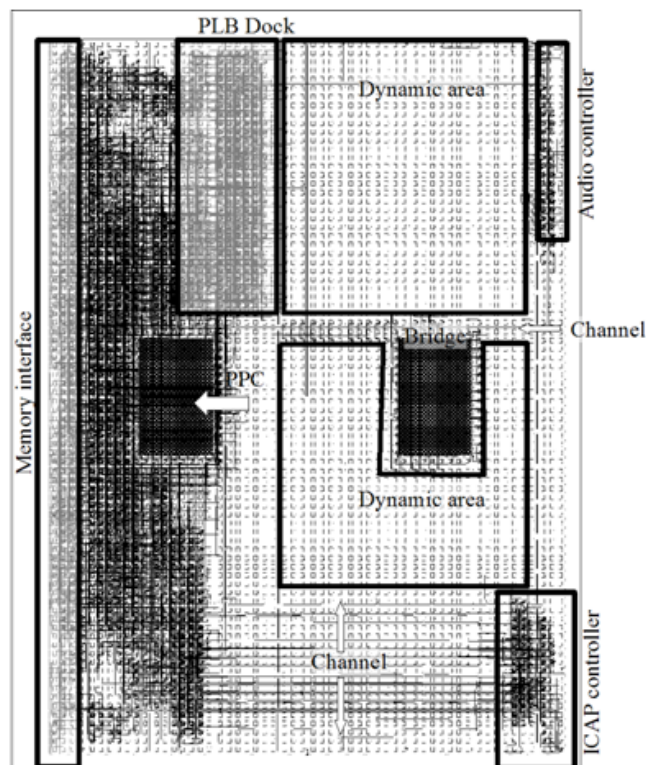 PLB Dock
Dynamic area
Audio controller
Memory interface
Bridge
Channel
PPC
Dynamic area
Channel
ICAP controller